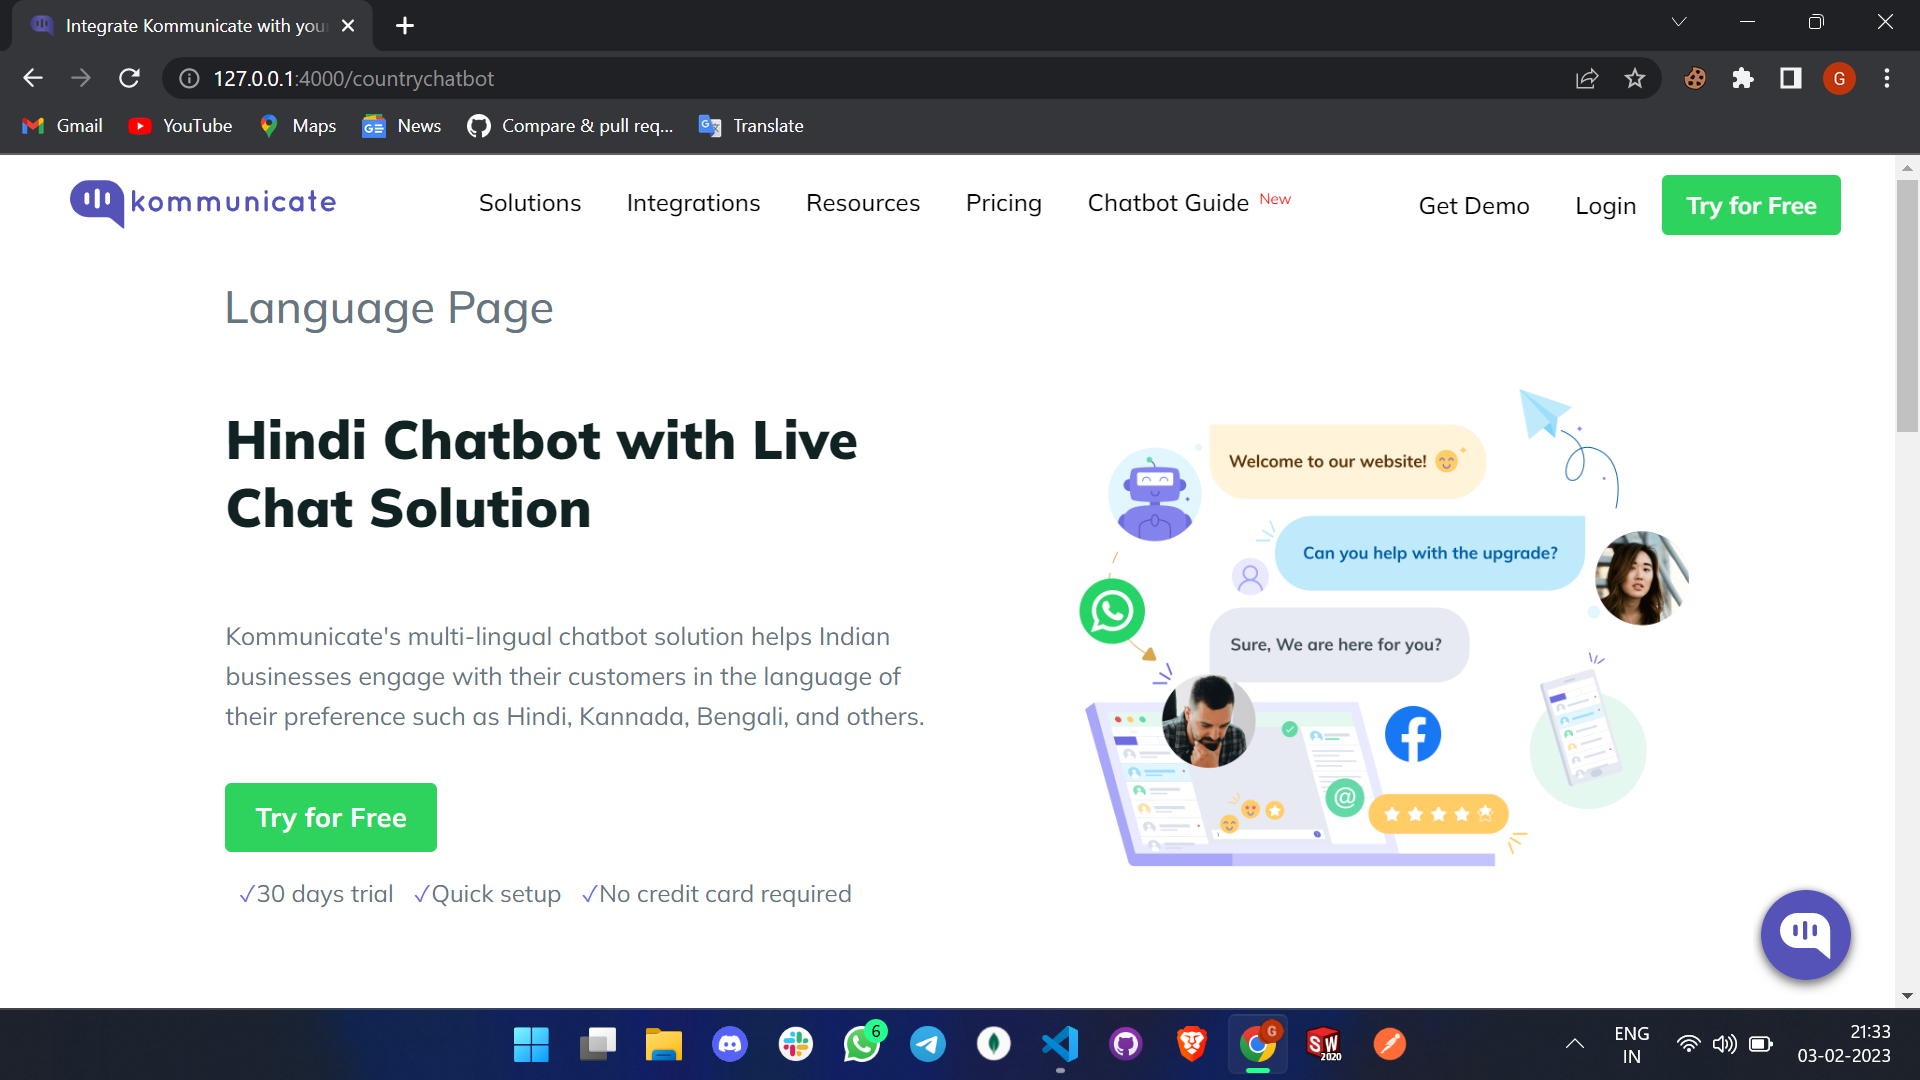 Integrate Kommunicate with you
127.0.0.1:4000/countrychatbot
G
Gmail
YouTube
Maps
News
Compare & pull req...
Translate
kommunicate
Solutions
Integrations
Resources
Pricing
Chatbot Guide New
Get Demo
Login
Try for Free
Language Page
Hindi Chatbot with Live
Chat Solution
Kommunicate's multi-lingual chatbot solution helps Indian
businesses engage with their customers in the language of
their preference such as Hindi, Kannada, Bengali, and others.
Try for Free
✓30 days trial ✓Quick setup ✓No credit card required
Welcome to our website!
Can you help with the upgrade?
Sure, We are here for you?
@
6
G
SW
2020
ENG
IN
21:33
03-02-2023